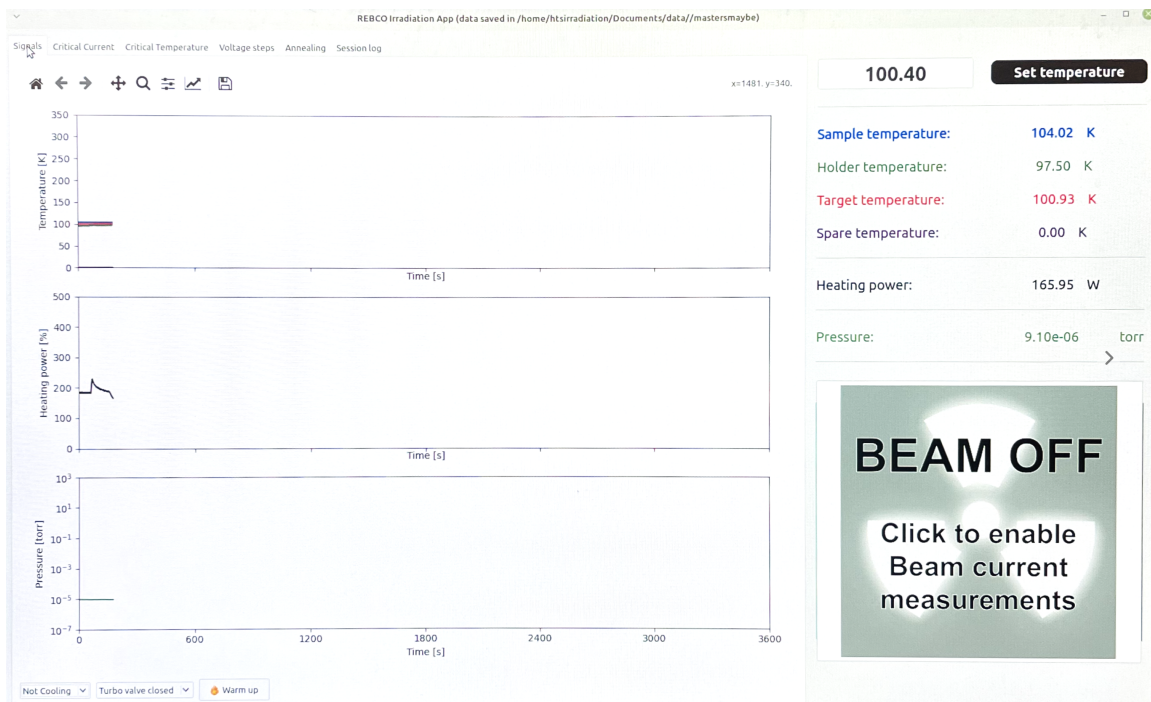 REBCO Irradiation App (data saved in /home/htsirradiation/Documents/data//mastersmaybe)
Signals Critical Current Critical Temperature Voltage steps Annealing Session log
x=1481. y=340.
350
300
250
200
150
100
50
0
Temperature [K]
Time [s]
500
400
300
200
100
0
Heating power [%]
Time [s]
10³
10¹
10⁻¹
10⁻³
10⁻⁵
10⁻⁷
Pressure [torr]
0 600 1200 1800 2400 3000 3600
Time [s]
Not Cooling Turbo valve closed Warm up
100.40 Set temperature
Sample temperature: 104.02 K
Holder temperature: 97.50 K
Target temperature: 100.93 K
Spare temperature: 0.00 K
Heating power: 165.95 W
Pressure: 9.10e-06 torr
BEAM OFF
Click to enable
Beam current
measurements